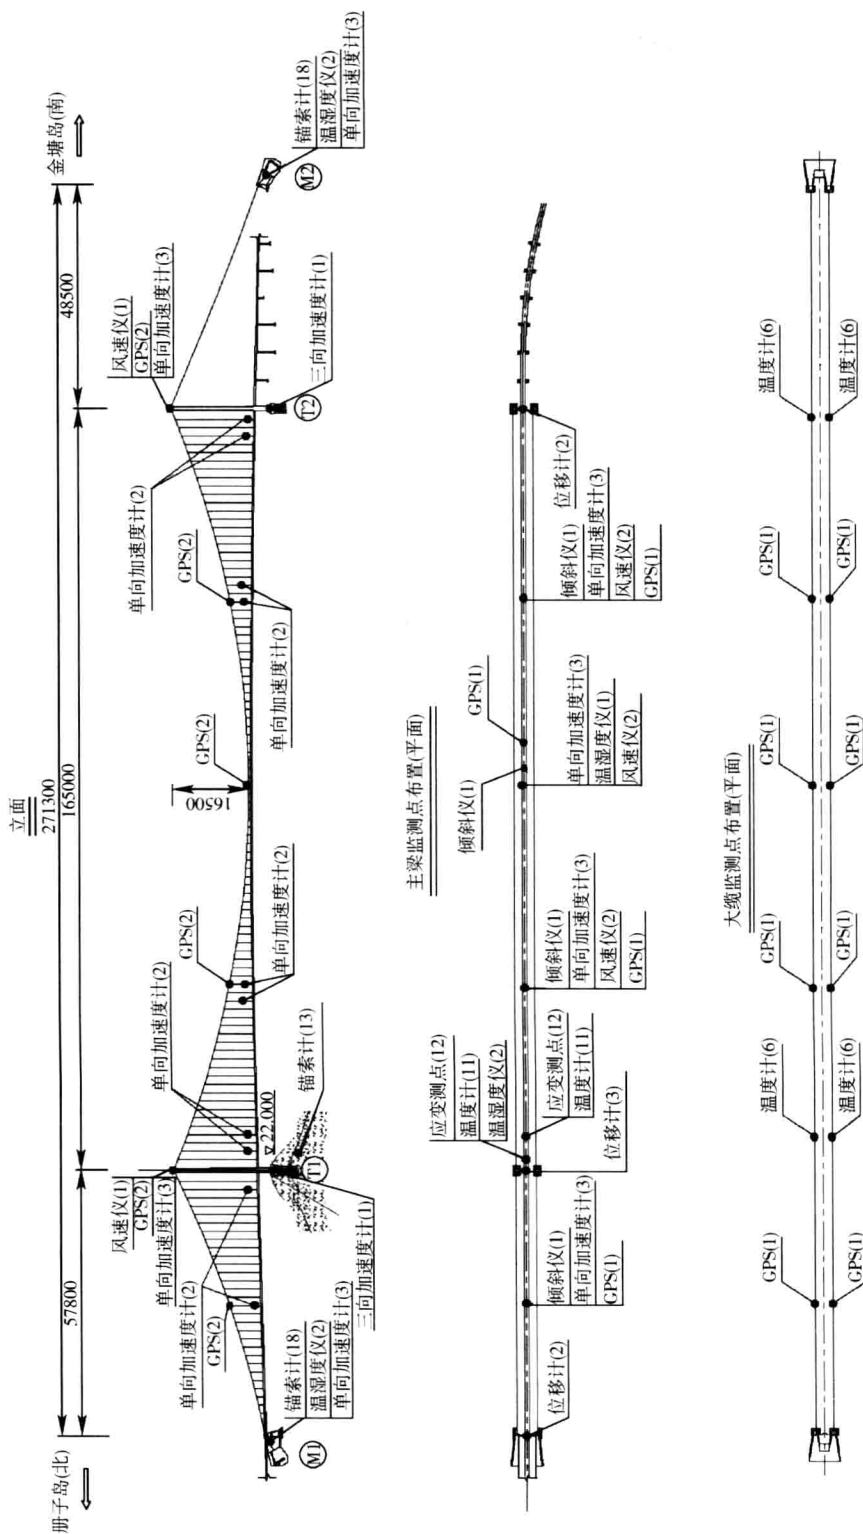 立面
册子岛(北)
金塘岛(南)
271300
57800
165000
48500
风速仪(1)
GPS(2)
单向加速度计(3)
单向加速度计(2)
GPS(2)
单向加速度计(2)
GPS(2)
16500
GPS(2)
GPS(2)
单向加速度计(2)
风速仪(1)
GPS(2)
单向加速度计(3)
锚索计(18)
温湿度仪(2)
单向加速度计(3)
M1
三向加速度计(1)
T1
22.000
锚索计(13)
单向加速度计(2)
单向加速度计(2)
三向加速度计(1)
T2
锚索计(18)
温湿度仪(2)
单向加速度计(3)
M2
主梁监测点布置(平面)
位移计(2)
倾斜仪(1)
单向加速度计(3)
GPS(1)
应变测点(12)
温度计(11)
温湿度仪(2)
位移计(3)
应变测点(12)
温度计(11)
倾斜仪(1)
单向加速度计(3)
风速仪(2)
GPS(1)
倾斜仪(1)
GPS(1)
单向加速度计(3)
温湿度仪(1)
风速仪(2)
倾斜仪(1)
单向加速度计(3)
风速仪(2)
GPS(1)
位移计(2)
大缆监测点布置(平面)
GPS(1)
温度计(6)
GPS(1)
GPS(1)
GPS(1)
温度计(6)
GPS(1)
温度计(6)
GPS(1)
GPS(1)
GPS(1)
温度计(6)